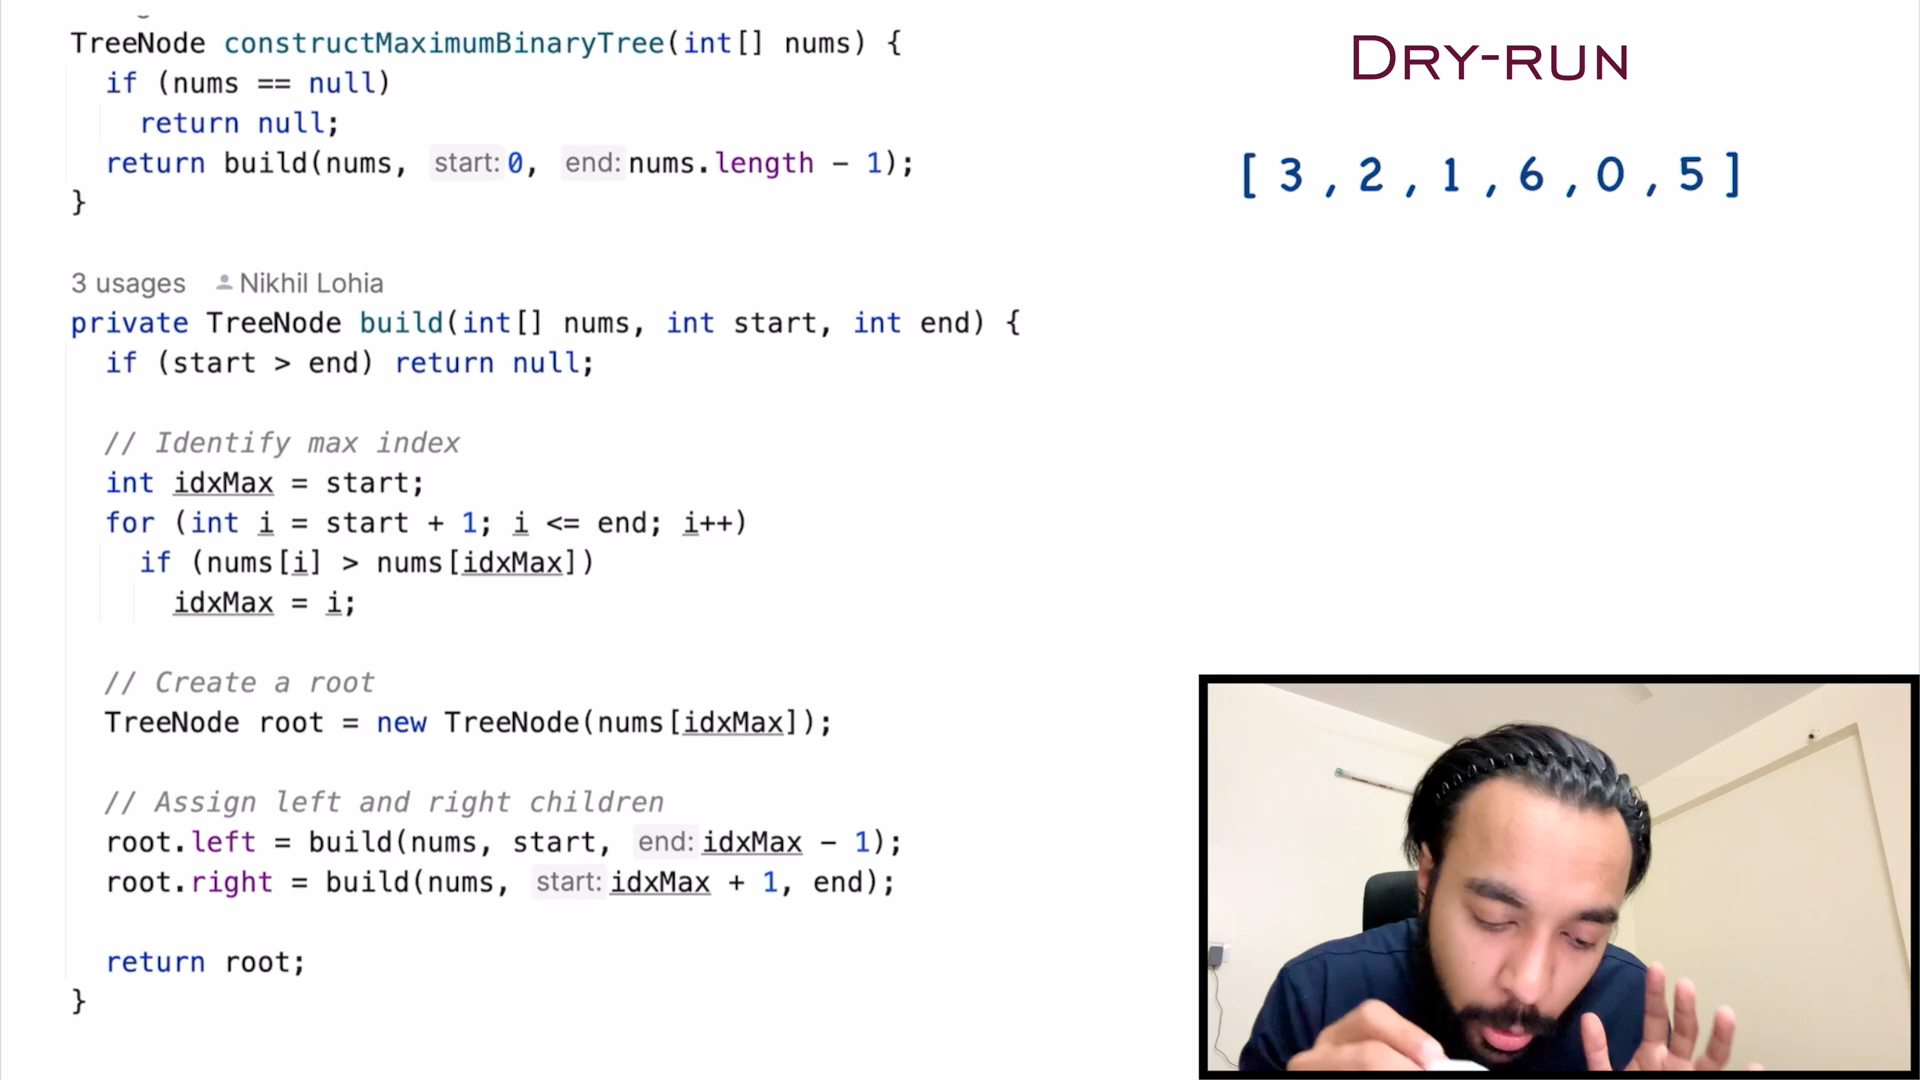 TreeNode constructMaximumBinaryTree(int[] nums) {
if (nums == null)
return null;
return build(nums, start: 0, end: nums.length - 1);
}
3 usages Nikhil Lohia
private TreeNode build(int[] nums, int start, int end) {
if (start > end) return null;
// Identify max index
int idxMax = start;
for (int i = start + 1; i <= end; i++)
if (nums[i] > nums[idxMax])
idxMax = i;
// Create a root
TreeNode root = new TreeNode(nums[idxMax]);
// Assign left and right children
root.left = build(nums, start, end: idxMax - 1);
root.right = build(nums, start: idxMax + 1, end);
return root;
}
DRY-RUN
[ 3 , 2 , 1 , 6 , 0 , 5 ]